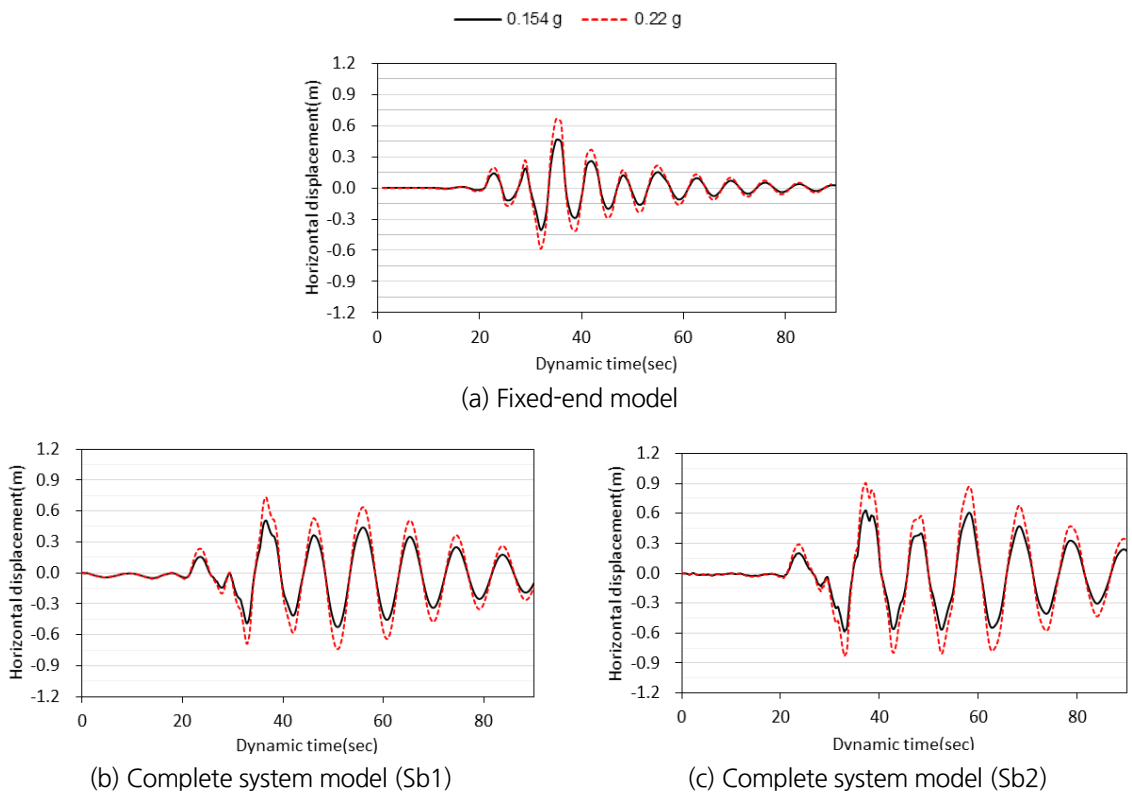 0.154 g 0.22 g
Horizontal displacement(m)
1.2
0.9
0.6
0.3
0.0
-0.3
-0.6
-0.9
-1.2
0 20 40 60 80
Dynamic time(sec)
(a) Fixed-end model
Horizontal displacement(m)
1.2
0.9
0.6
0.3
0.0
-0.3
-0.6
-0.9
-1.2
0 20 40 60 80
Dynamic time(sec)
(b) Complete system model (Sb1)
Horizontal displacement(m)
1.2
0.9
0.6
0.3
0.0
-0.3
-0.6
-0.9
-1.2
0 20 40 60 80
Dynamic time(sec)
(c) Complete system model (Sb2)